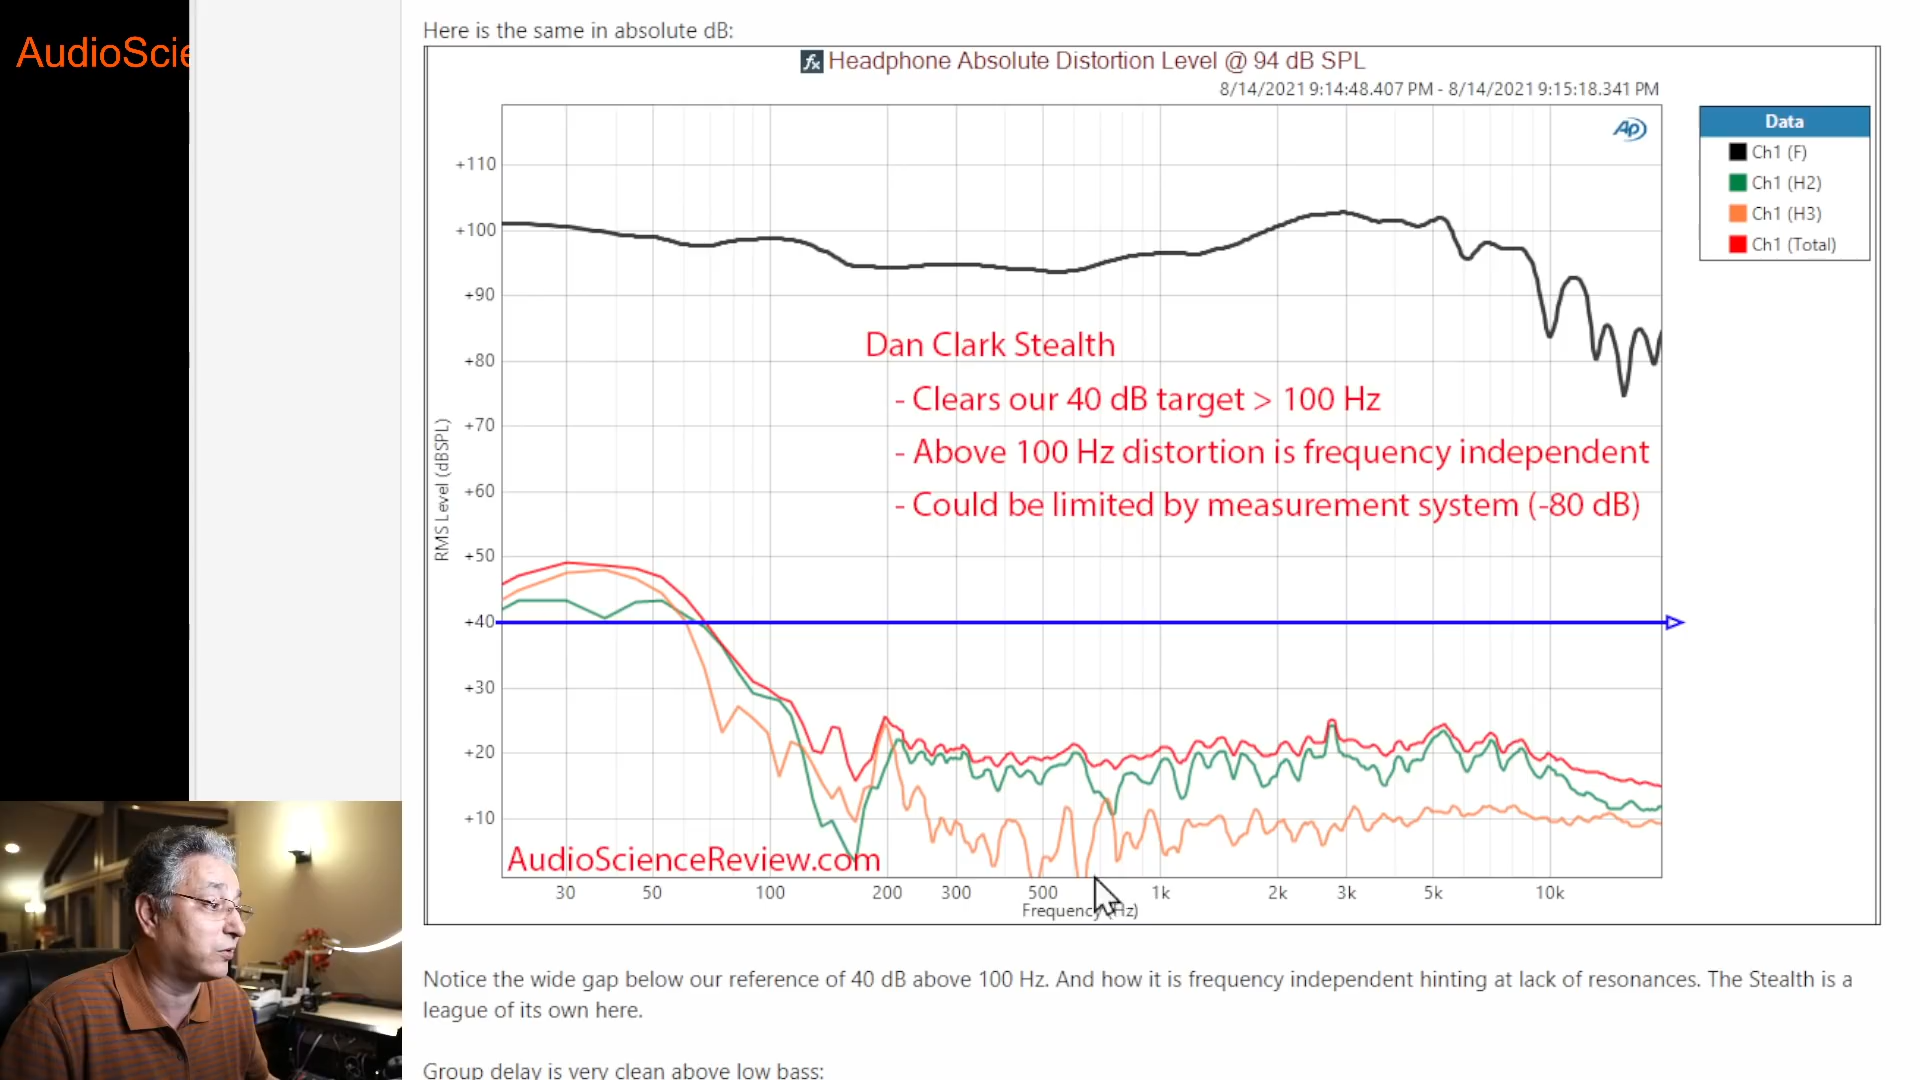 AudioScie
Here is the same in absolute dB:
fx Headphone Absolute Distortion Level @ 94 dB SPL
8/14/2021 9:14:48.407 PM - 8/14/2021 9:15:18.341 PM
AP
Data
Ch1 (F)
Ch1 (H2)
Ch1 (H3)
Ch1 (Total)
+110
+100
+90
+80
+70
+60
+50
+40
+30
+20
+10
RMS Level (dBSPL)
Dan Clark Stealth
- Clears our 40 dB target > 100 Hz
- Above 100 Hz distortion is frequency independent
- Could be limited by measurement system (-80 dB)
AudioScienceReview.com
30 50 100 200 300 500 1k 2k 3k 5k 10k
Frequency (Hz)
Notice the wide gap below our reference of 40 dB above 100 Hz. And how it is frequency independent hinting at lack of resonances. The Stealth is a
league of its own here.
Group delay is very clean above low bass: